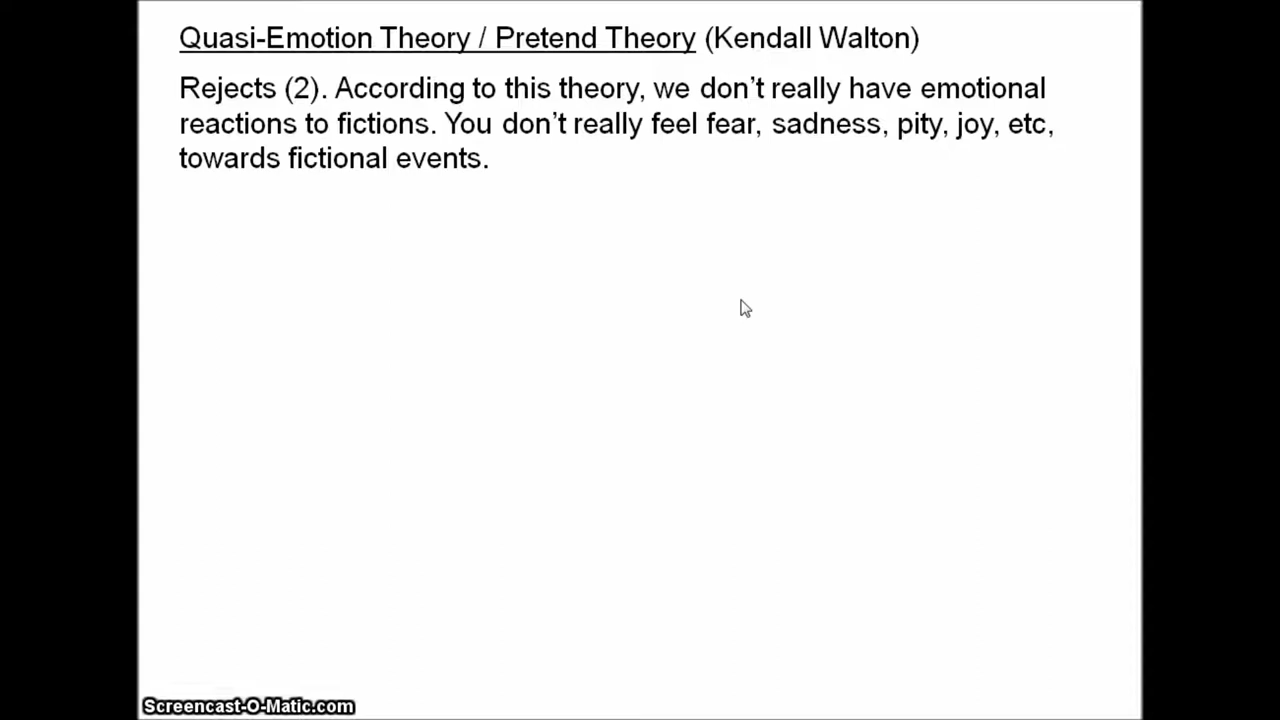 Quasi-Emotion Theory / Pretend Theory (Kendall Walton)
Rejects (2). According to this theory, we don’t really have emotional
reactions to fictions. You don’t really feel fear, sadness, pity, joy, etc,
towards fictional events.
Screencast-O-Matic.com